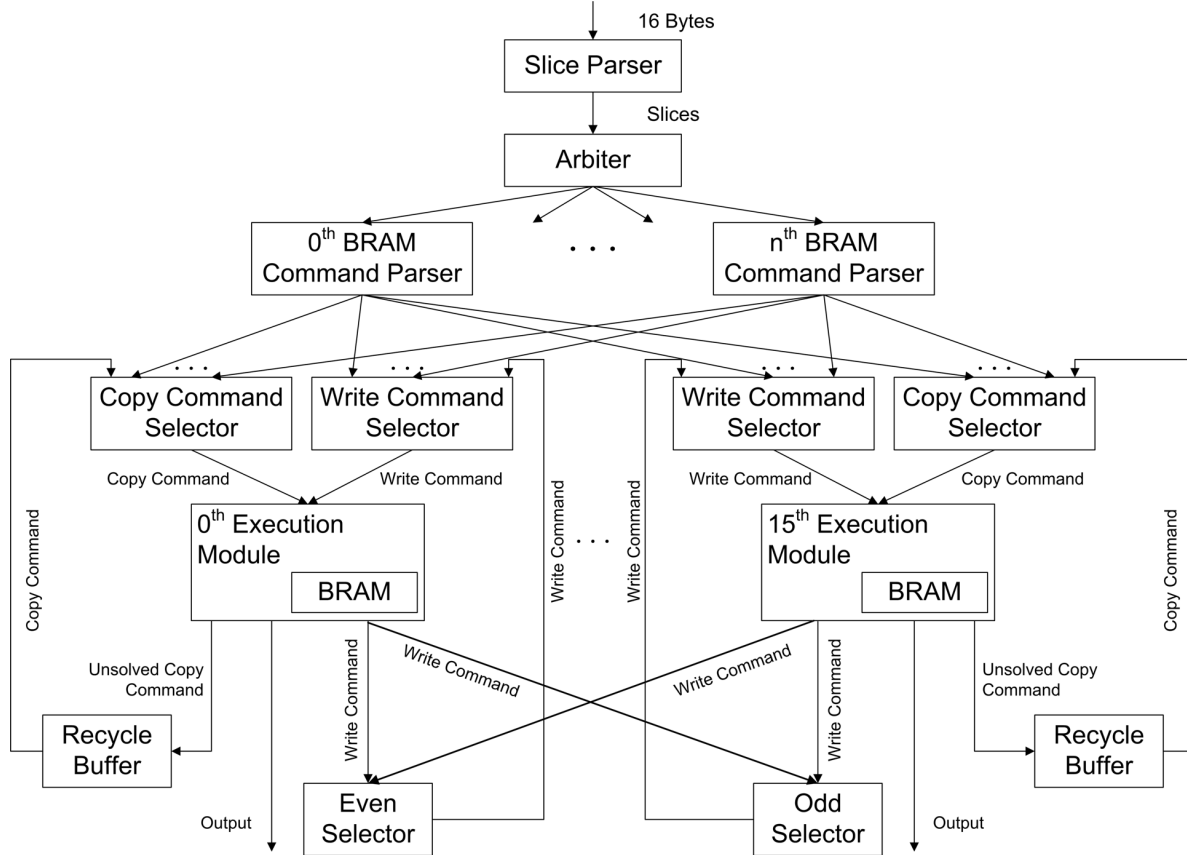 16 Bytes
Slice Parser
Slices
Arbiter
0th BRAM
Command Parser
. . .
nth BRAM
Command Parser
. . .
. . .
. . .
. . .
Copy Command
Selector
Write Command
Selector
Write Command
Selector
Copy Command
Selector
Copy Command
Write Command
Write Command
Copy Command
0th Execution
Module
BRAM
. . .
15th Execution
Module
BRAM
Copy Command
Write Command
Write Command
Copy Command
Unsolved Copy
Command
Write Command
Write Command
Write Command
Write Command
Unsolved Copy
Command
Recycle
Buffer
Recycle
Buffer
Output
Even
Selector
Odd
Selector
Output